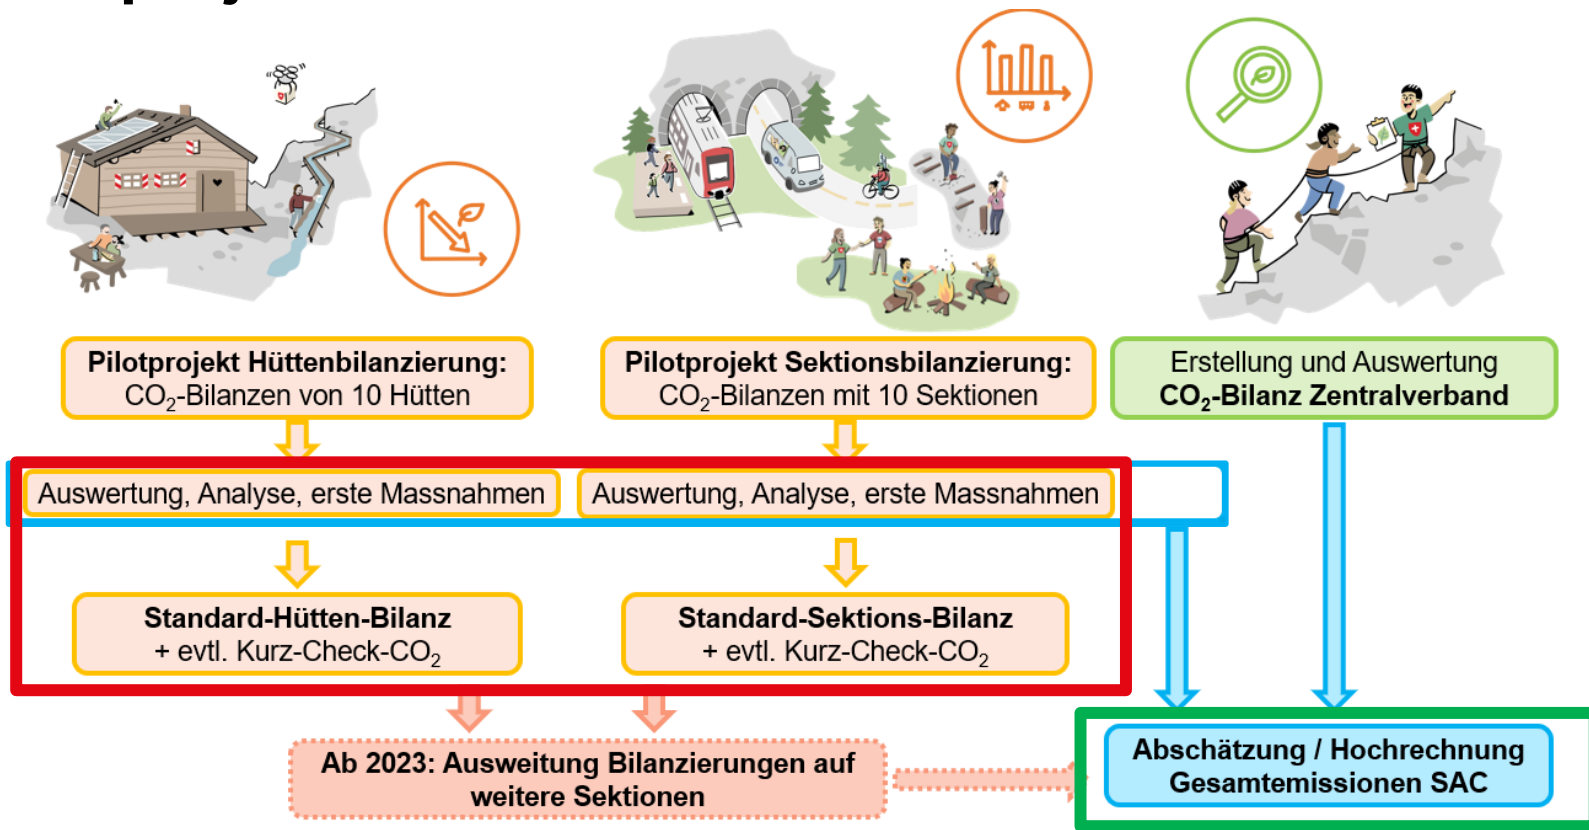 Pilotprojekt Hüttenbilanzierung:
CO₂-Bilanzen von 10 Hütten
Pilotprojekt Sektionsbilanzierung:
CO₂-Bilanzen mit 10 Sektionen
Erstellung und Auswertung
CO₂-Bilanz Zentralverband
Auswertung, Analyse, erste Massnahmen
Auswertung, Analyse, erste Massnahmen
Standard-Hütten-Bilanz
+ evtl. Kurz-Check-CO₂
Standard-Sektions-Bilanz
+ evtl. Kurz-Check-CO₂
Ab 2023: Ausweitung Bilanzierungen auf
weitere Sektionen
Abschätzung / Hochrechnung
Gesamtemissionen SAC